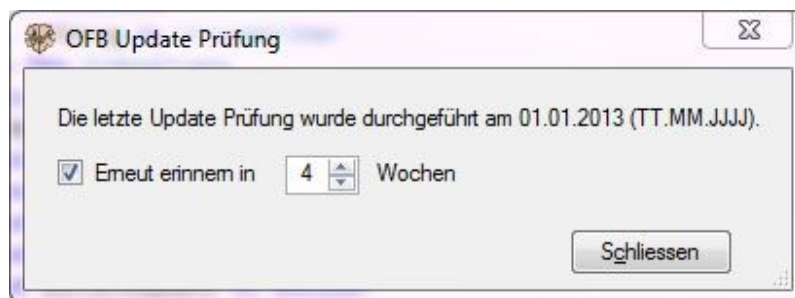 OFB Update Prüfung
Die letzte Update Prüfung wurde durchgeführt am 01.01.2013 (TT.MM.JJJJ).
Erneut erinnern in 4 Wochen
Schliessen